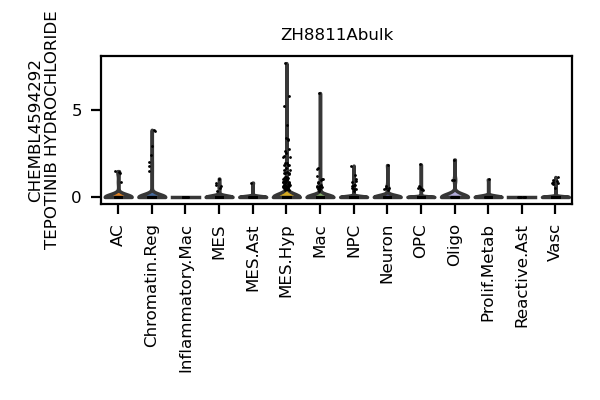 ZH8811Abulk
CHEMBL4594292
TEPOTINIB HYDROCHLORIDE
5
0
AC
Chromatin.Reg
Inflammatory.Mac
MES
MES.Ast
MES.Hyp
Mac
NPC
Neuron
OPC
Oligo
Prolif.Metab
Reactive.Ast
Vasc